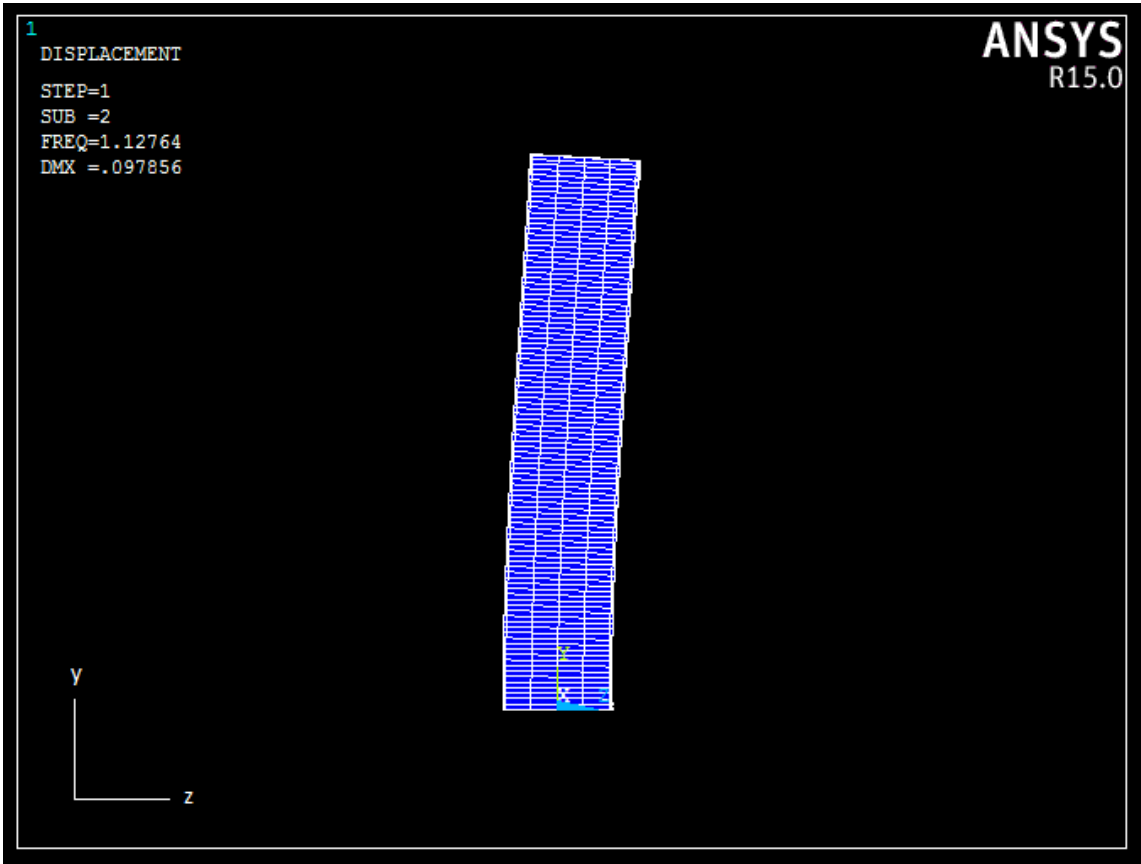 1
DISPLACEMENT
STEP=1
SUB =2
FREQ=1.12764
DMX =.097856
ANSYS
R15.0
Y
X Z
y
z